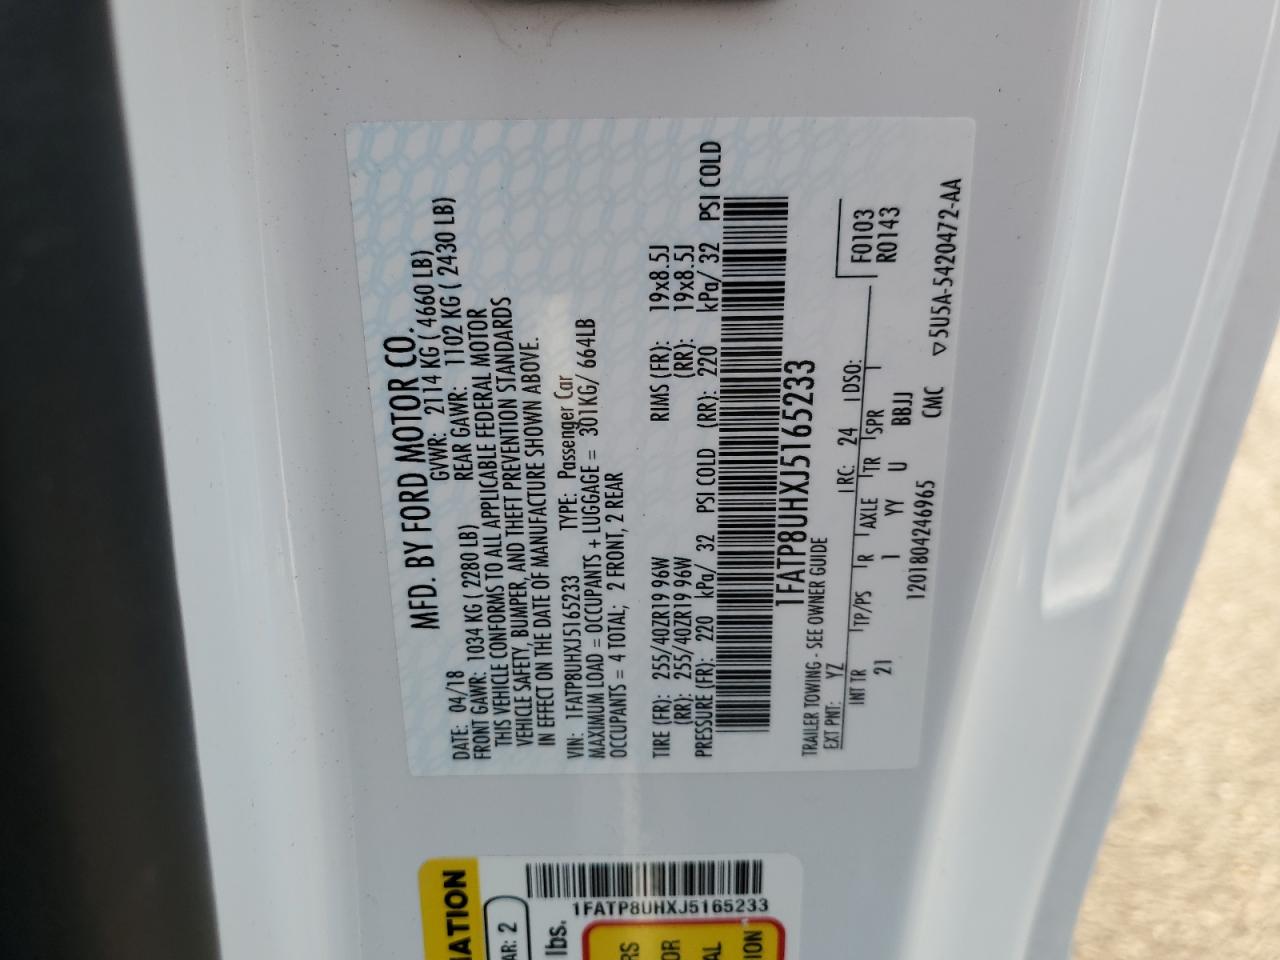 MFD. BY FORD MOTOR CO.
DATE: 04/18 GVWR: 2114 KG ( 4660 LB)
FRONT GAWR: 1034 KG ( 2280 LB) REAR GAWR: 1102 KG ( 2430 LB)
THIS VEHICLE CONFORMS TO ALL APPLICABLE FEDERAL MOTOR
VEHICLE SAFETY, BUMPER, AND THEFT PREVENTION STANDARDS
IN EFFECT ON THE DATE OF MANUFACTURE SHOWN ABOVE.
VIN: 1FATP8UHXJ5165233 TYPE: Passenger Car
MAXIMUM LOAD = OCCUPANTS + LUGGAGE = 301KG/ 664LB
OCCUPANTS = 4 TOTAL; 2 FRONT, 2 REAR
TIRE (FR): 255/40ZR19 96W RIMS (FR): 19x8.5J
(RR): 255/40ZR19 96W (RR): 19x8.5J
PRESSURE (FR): 220 kPa/ 32 PSI COLD (RR): 220 kPa/ 32 PSI COLD
1FATP8UHXJ5165233
TRAILER TOWING - SEE OWNER GUIDE
EXT PNT: YZ RC: 24 DSO: F0103
INT TR TP/PS R AXLE TR SPR R0143
21 I YY U BBJJ
1201804246965 CMC ▽5U5A-5420472-AA
1FATP8UHXJ5165233
AR: 2
lbs.